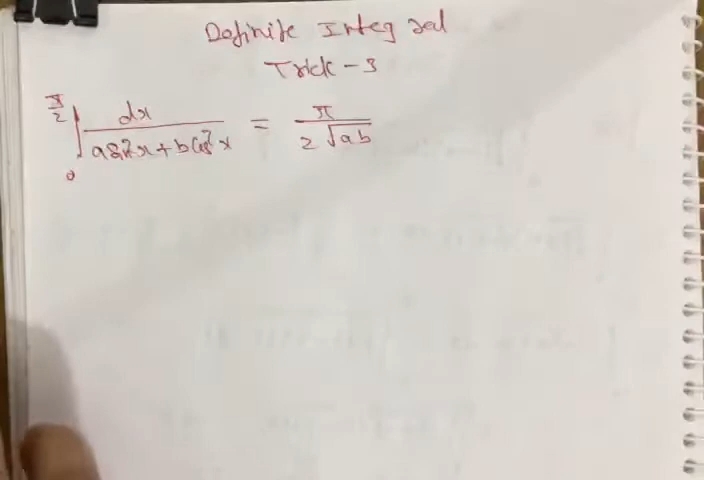 Definite Integral
Trick - 3
∫₀^{π/2} dx / (a sin²x + b cos²x) = π / (2√ab)